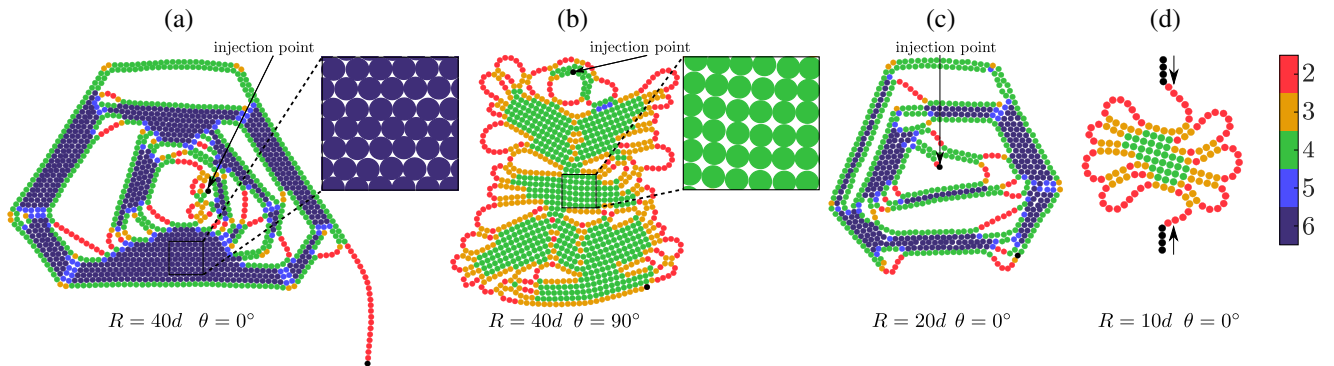 (a) (b) (c) (d)
injection point injection point injection point
2
3
4
5
6
R = 40d θ = 0° R = 40d θ = 90° R = 20d θ = 0° R = 10d θ = 0°